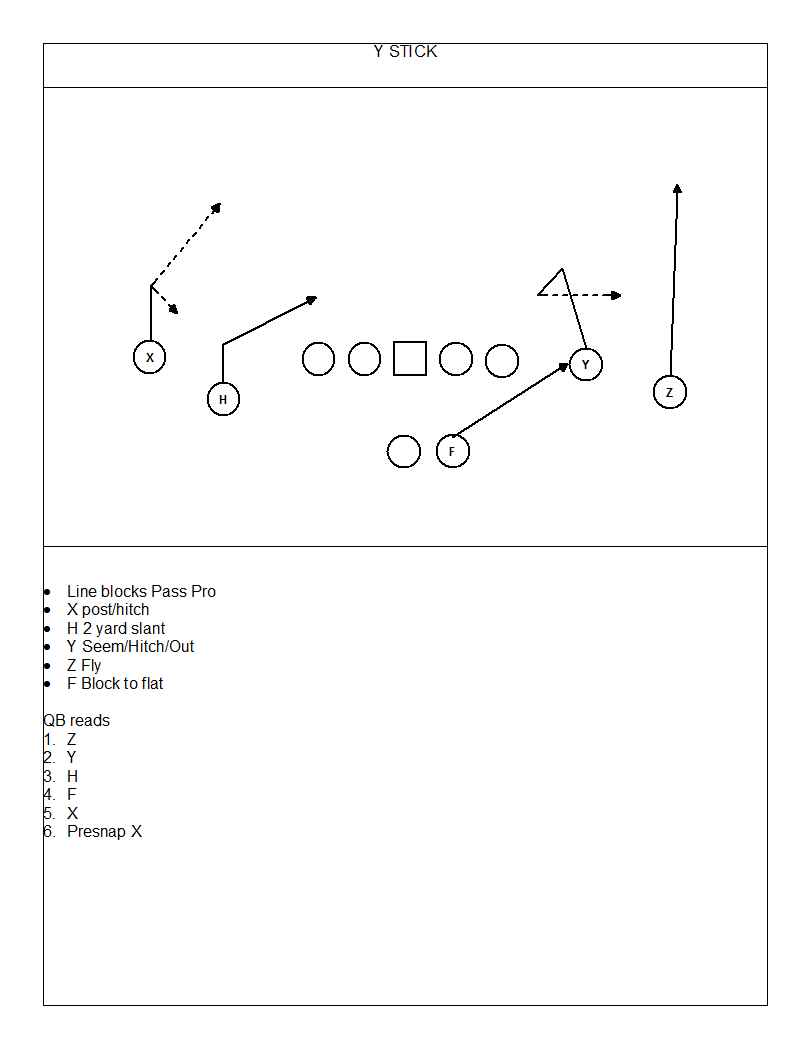 Y STICK
X
H
Y
Z
F
• Line blocks Pass Pro
• X post/hitch
• H 2 yard slant
• Y Seem/Hitch/Out
• Z Fly
• F Block to flat
QB reads
1. Z
2. Y
3. H
4. F
5. X
6. Presnap X